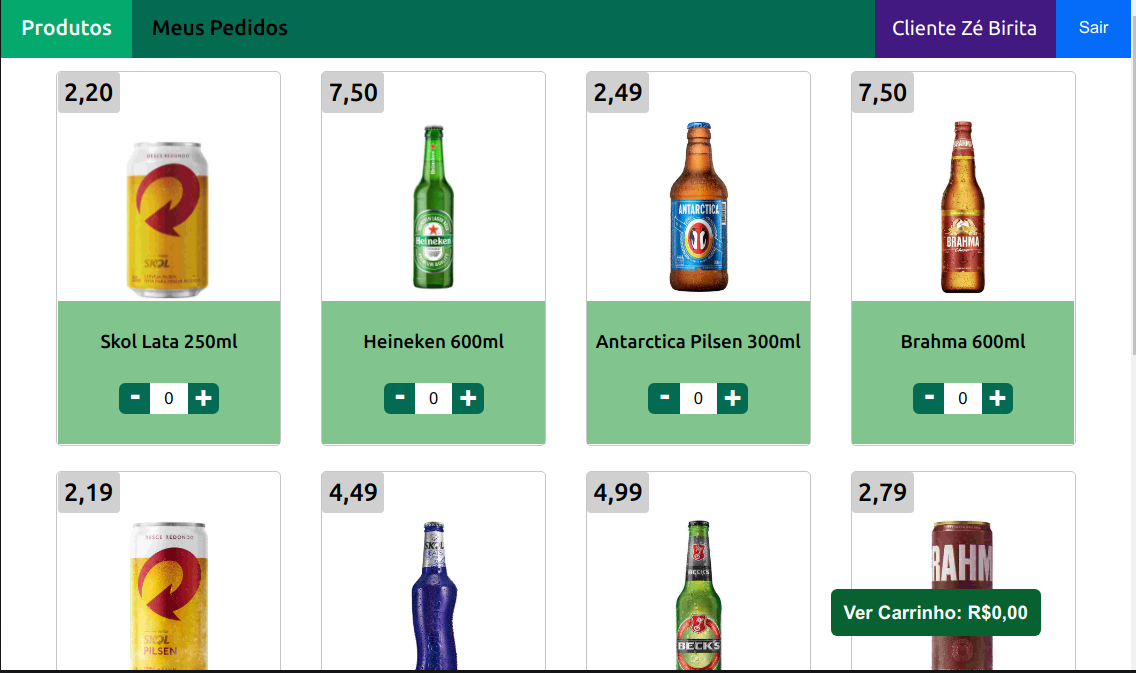 Produtos
Meus Pedidos
Cliente Zé Birita
Sair
2,20
7,50
2,49
7,50
DESCE REDONDO
SKOL
Heineken
ANTARCTICA
BRAHMA
BRAHMA
Skol Lata 250ml
Heineken 600ml
Antarctica Pilsen 300ml
Brahma 600ml
- 0 +
- 0 +
- 0 +
- 0 +
2,19
4,49
4,99
2,79
DESCE REDONDO
SKOL
PILSEN
SKOL
BECK'S
BECK'S
BRAHM
Ver Carrinho: R$0,00